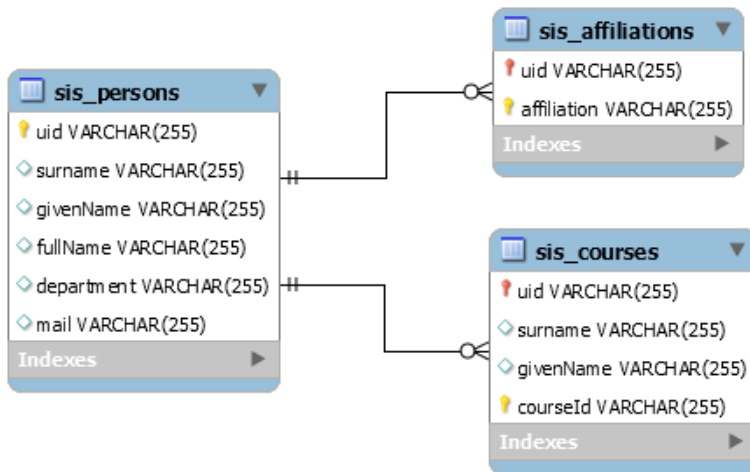 sis_persons
uid VARCHAR(255)
surname VARCHAR(255)
givenName VARCHAR(255)
fullName VARCHAR(255)
department VARCHAR(255)
mail VARCHAR(255)
Indexes
sis_affiliations
uid VARCHAR(255)
affiliation VARCHAR(255)
Indexes
sis_courses
uid VARCHAR(255)
surname VARCHAR(255)
givenName VARCHAR(255)
courseId VARCHAR(255)
Indexes